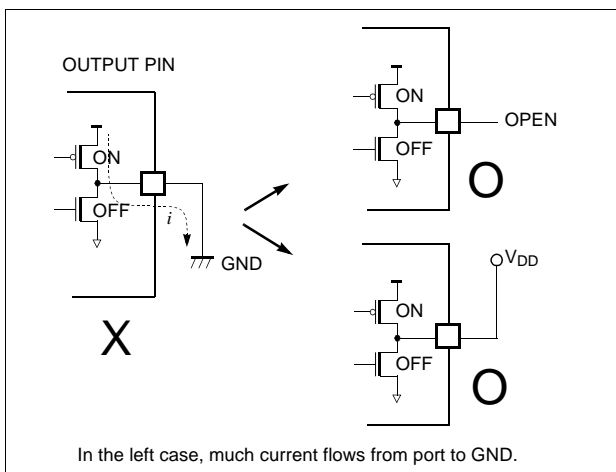 OUTPUT PIN
ON
OFF
i
GND
X
ON
OFF
OPEN
O
VDD
ON
OFF
O
In the left case, much current flows from port to GND.